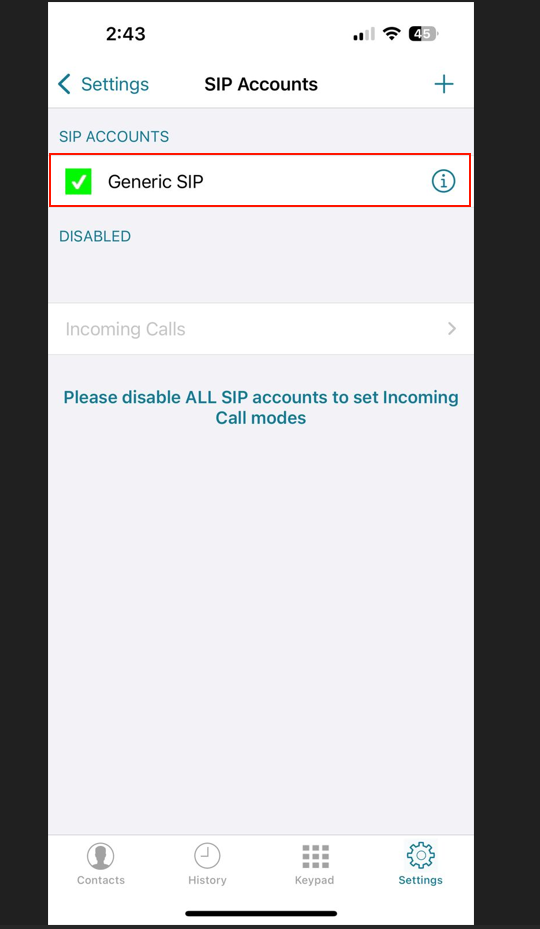 2:43
45
Settings
SIP Accounts
SIP ACCOUNTS
Generic SIP
DISABLED
Incoming Calls
Please disable ALL SIP accounts to set Incoming
Call modes
Contacts
History
Keypad
Settings